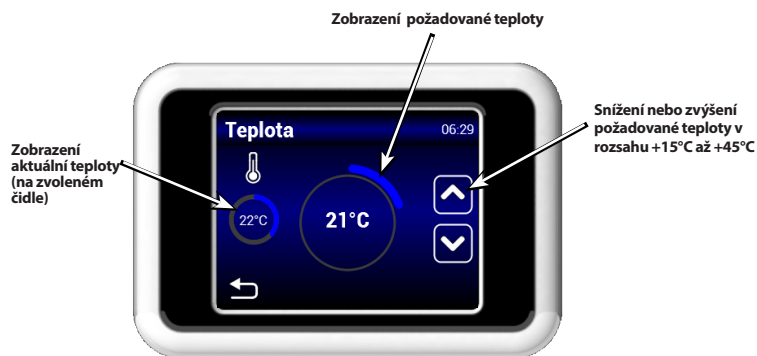 Zobrazení požadované teploty
Teplota
06:29
Snížení nebo zvýšení
požadované teploty v
rozsahu +15°C až +45°C
Zobrazení
aktuální teploty
(na zvoleném
čidle)
22°C
21°C